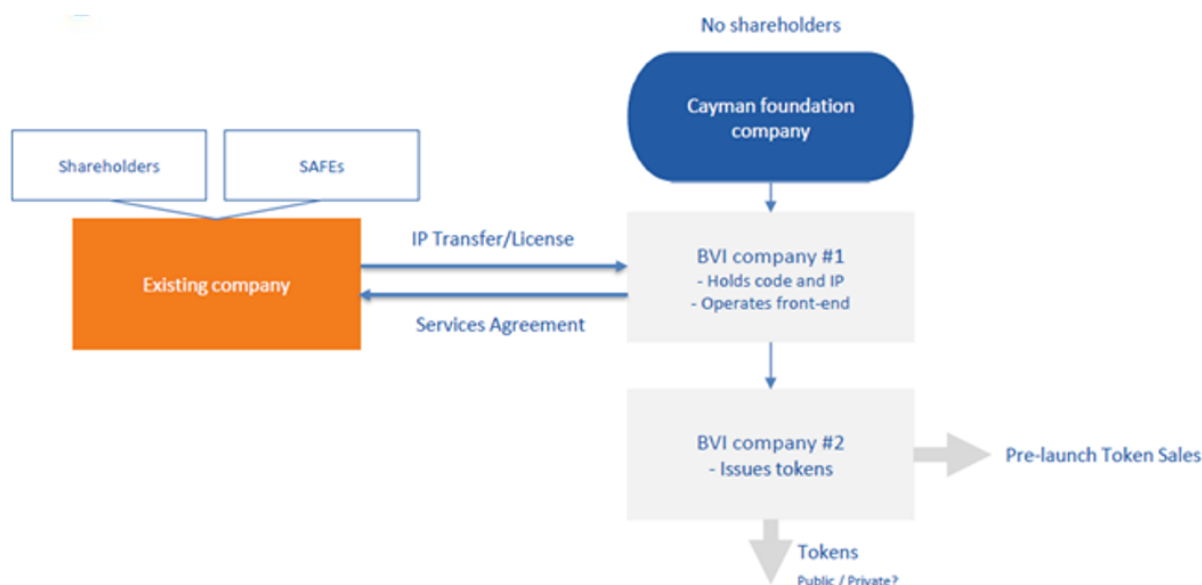 No shareholders
Cayman foundation
company
Shareholders
SAFEs
IP Transfer/License
Existing company
BVI company #1
- Holds code and IP
- Operates front-end
Services Agreement
BVI company #2
- Issues tokens
Pre-launch Token Sales
Tokens
Public / Private?